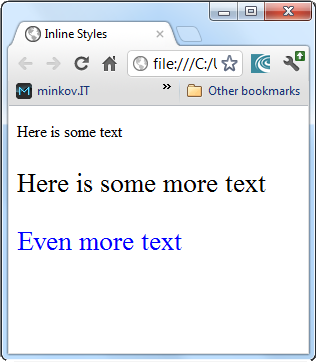 Inline Styles
file:///C:/U
minkov.IT
Other bookmarks
Here is some text
Here is some more text
Even more text